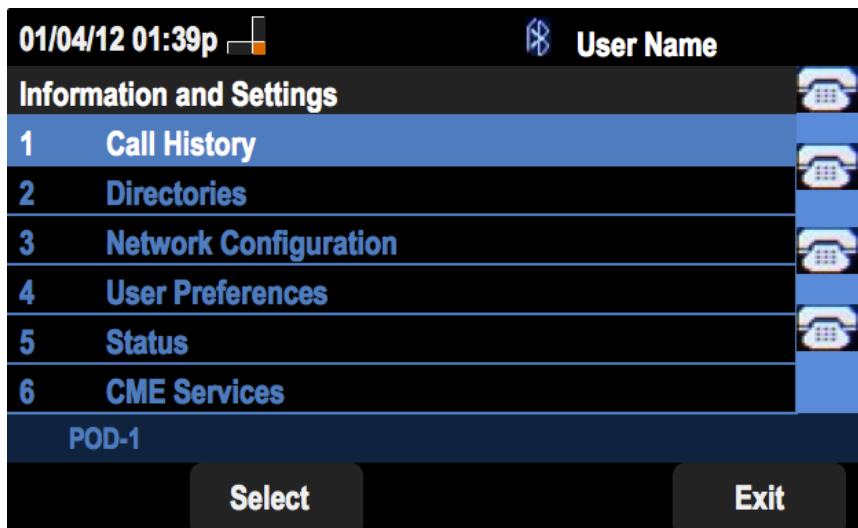 01/04/12 01:39p User Name
Information and Settings
1 Call History
2 Directories
3 Network Configuration
4 User Preferences
5 Status
6 CME Services
POD-1
Select Exit